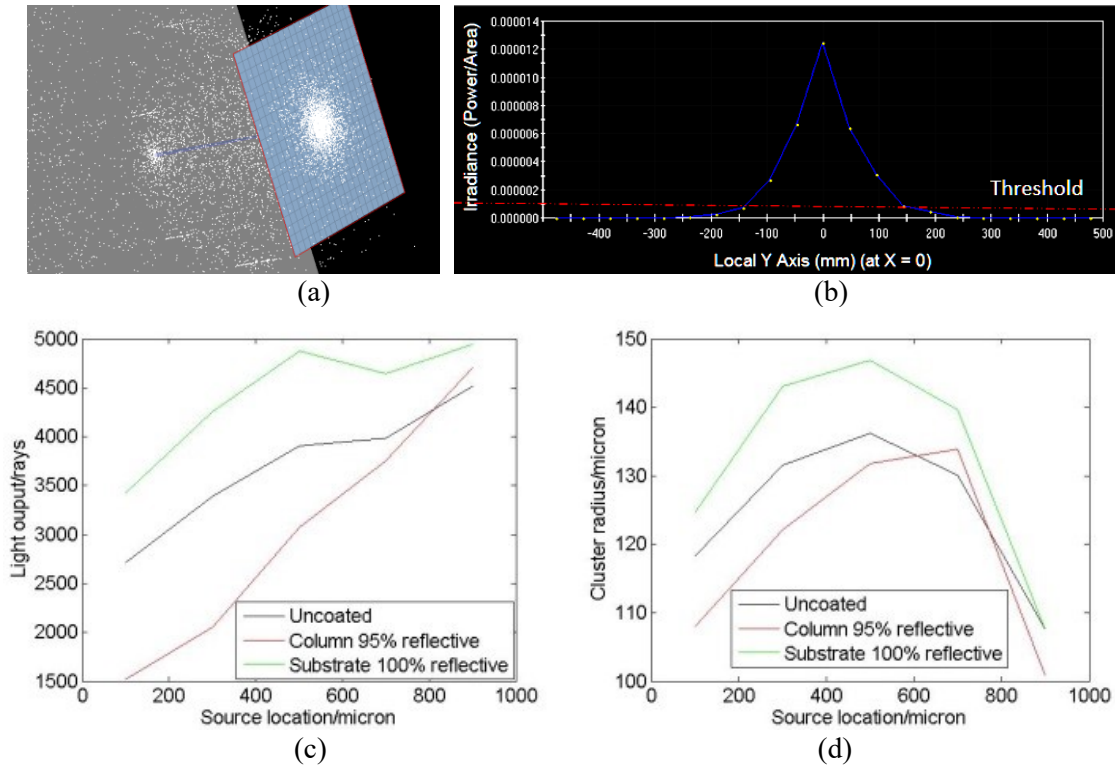 (a)
Irradiance (Power/Area)
0.000014
0.000012
0.000010
0.000008
0.000006
0.000004
0.000002
0.000000
Threshold
-400 -300 -200 -100 0 100 200 300 400 500
Local Y Axis (mm) (at X = 0)
(b)
Light ouput/rays
5000
4500
4000
3500
3000
2500
2000
1500
Uncoated
Column 95% reflective
Substrate 100% reflective
0 200 400 600 800 1000
Source location/micron
(c)
Cluster radius/micron
150
140
130
120
110
100
Uncoated
Column 95% reflective
Substrate 100% reflective
0 200 400 600 800 1000
Source location/micron
(d)